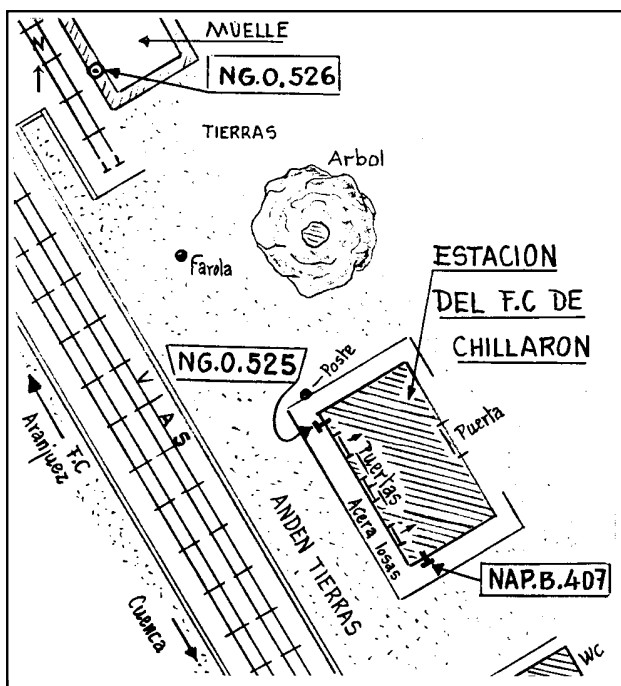 MUELLE
N
NG.O.526
TIERRAS
Arbol
Farola
ESTACION
DEL F.C DE
CHILLARON
NG.O.525
Poste
VIAS
Puerta
Puertas
F.C
Aranjuez
Acera losas
ANDEN TIERRAS
NAP.B.407
Cuenca
WC